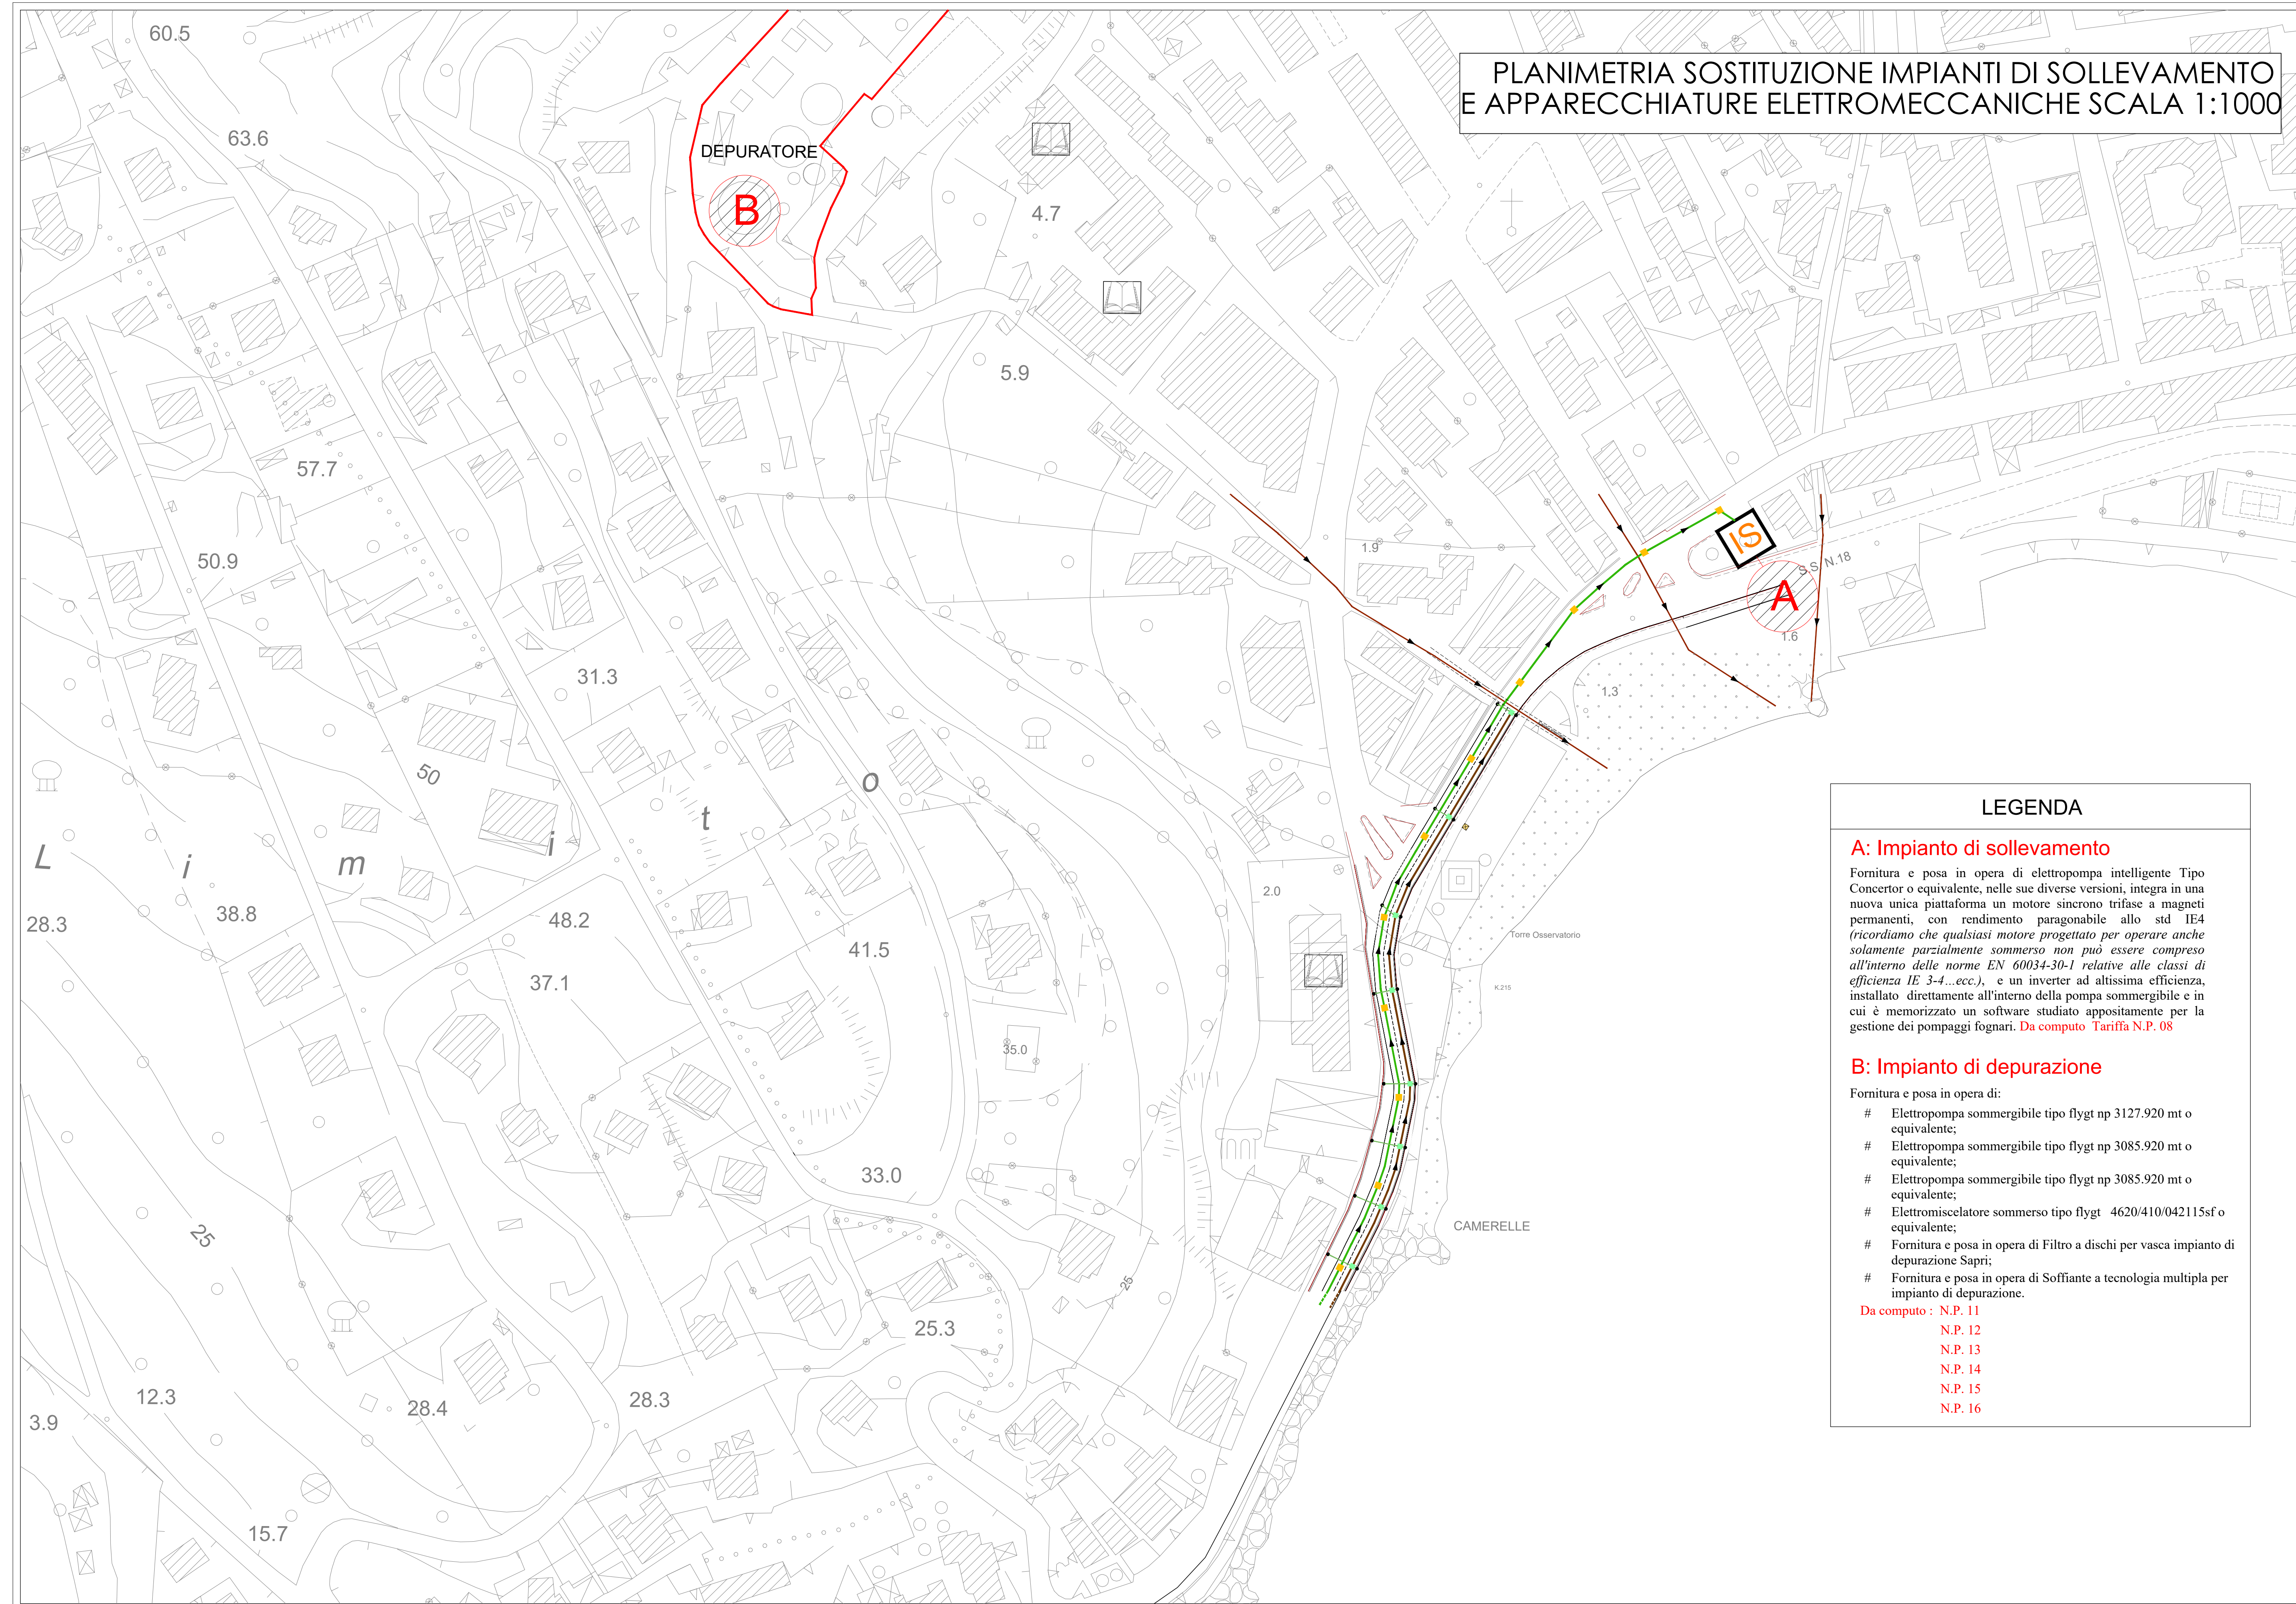 PLANIMETRIA SOSTITUZIONE IMPIANTI DI SOLLEVAMENTO
E APPARECCHIATURE ELETTROMECCANICHE SCALA 1:1000
60.5
63.6
DEPURATORE
B
4.7
5.9
57.7
50.9
1.9
IS
S.S. N.18
A
1.6
31.3
1.3
50
L
i
m
i
t
o
28.3
38.8
48.2
37.1
41.5
2.0
Torre Osservatorio
K.215
35.0
33.0
25
CAMERELLE
25
25.3
12.3
28.4
28.3
3.9
15.7
LEGENDA
A: Impianto di sollevamento
Fornitura e posa in opera di elettropompa intelligente Tipo
Concertor o equivalente, nelle sue diverse versioni, integra in una
nuova unica piattaforma un motore sincrono trifase a magneti
permanenti, con rendimento paragonabile allo std IE4
(ricordiamo che qualsiasi motore progettato per operare anche
solamente parzialmente sommerso non può essere compreso
all'interno delle norme EN 60034-30-1 relative alle classi di
efficienza IE 3-4…ecc.), e un inverter ad altissima efficienza,
installato direttamente all'interno della pompa sommergibile e in
cui è memorizzato un software studiato appositamente per la
gestione dei pompaggi fognari. Da computo Tariffa N.P. 08
B: Impianto di depurazione
Fornitura e posa in opera di:
# Elettropompa sommergibile tipo flygt np 3127.920 mt o
equivalente;
# Elettropompa sommergibile tipo flygt np 3085.920 mt o
equivalente;
# Elettropompa sommergibile tipo flygt np 3085.920 mt o
equivalente;
# Elettromiscelatore sommerso tipo flygt 4620/410/042115sf o
equivalente;
# Fornitura e posa in opera di Filtro a dischi per vasca impianto di
depurazione Sapri;
# Fornitura e posa in opera di Soffiante a tecnologia multipla per
impianto di depurazione.
Da computo : N.P. 11
N.P. 12
N.P. 13
N.P. 14
N.P. 15
N.P. 16